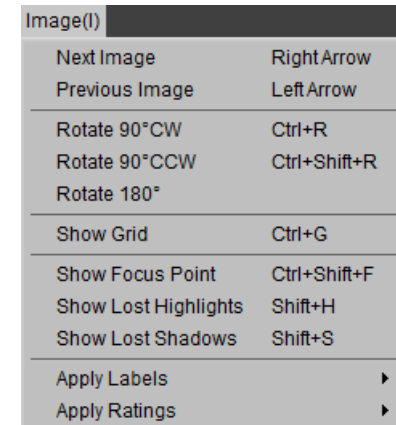 Image(I)
Next Image Right Arrow
Previous Image Left Arrow
Rotate 90°CW Ctrl+R
Rotate 90°CCW Ctrl+Shift+R
Rotate 180°
Show Grid Ctrl+G
Show Focus Point Ctrl+Shift+F
Show Lost Highlights Shift+H
Show Lost Shadows Shift+S
Apply Labels
Apply Ratings